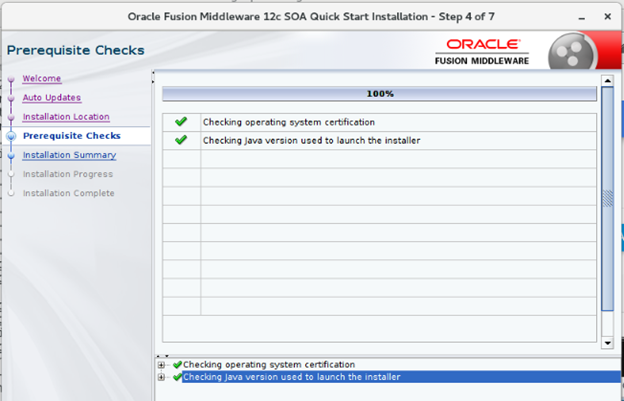 Oracle Fusion Middleware 12c SOA Quick Start Installation - Step 4 of 7
Prerequisite Checks
ORACLE
FUSION MIDDLEWARE
Welcome
Auto Updates
Installation Location
Prerequisite Checks
Installation Summary
Installation Progress
Installation Complete
100%
Checking operating system certification
Checking Java version used to launch the installer
Checking operating system certification
Checking Java version used to launch the installer